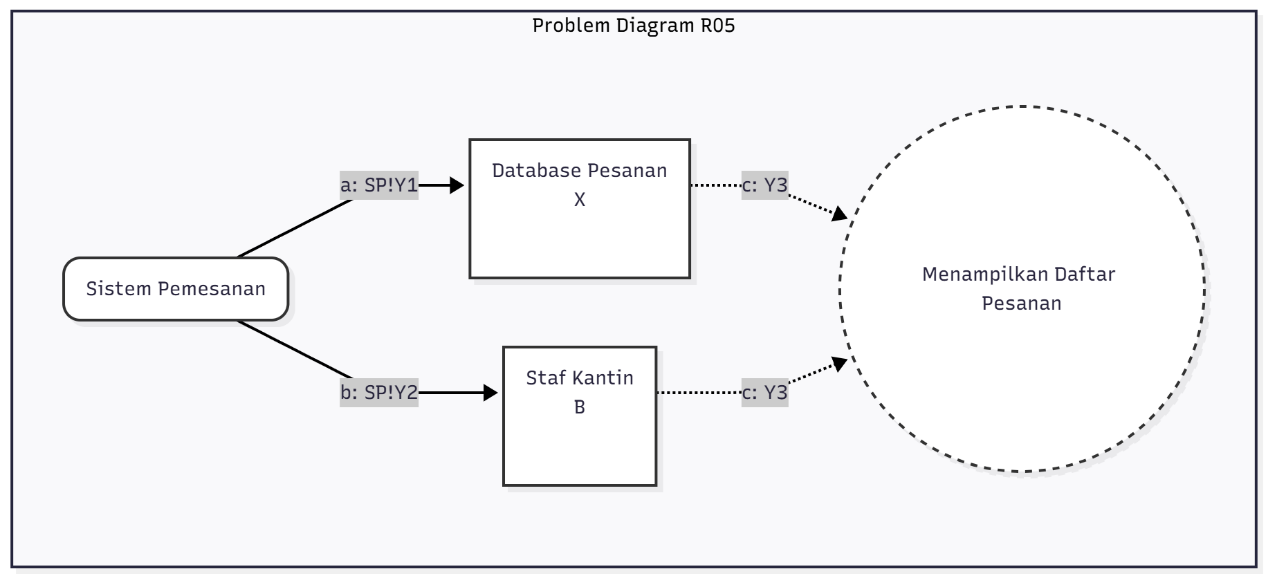 Problem Diagram R05
a: SP!Y1
Database Pesanan
X
c: Y3
Sistem Pemesanan
Menampilkan Daftar
Pesanan
b: SP!Y2
Staf Kantin
B
c: Y3